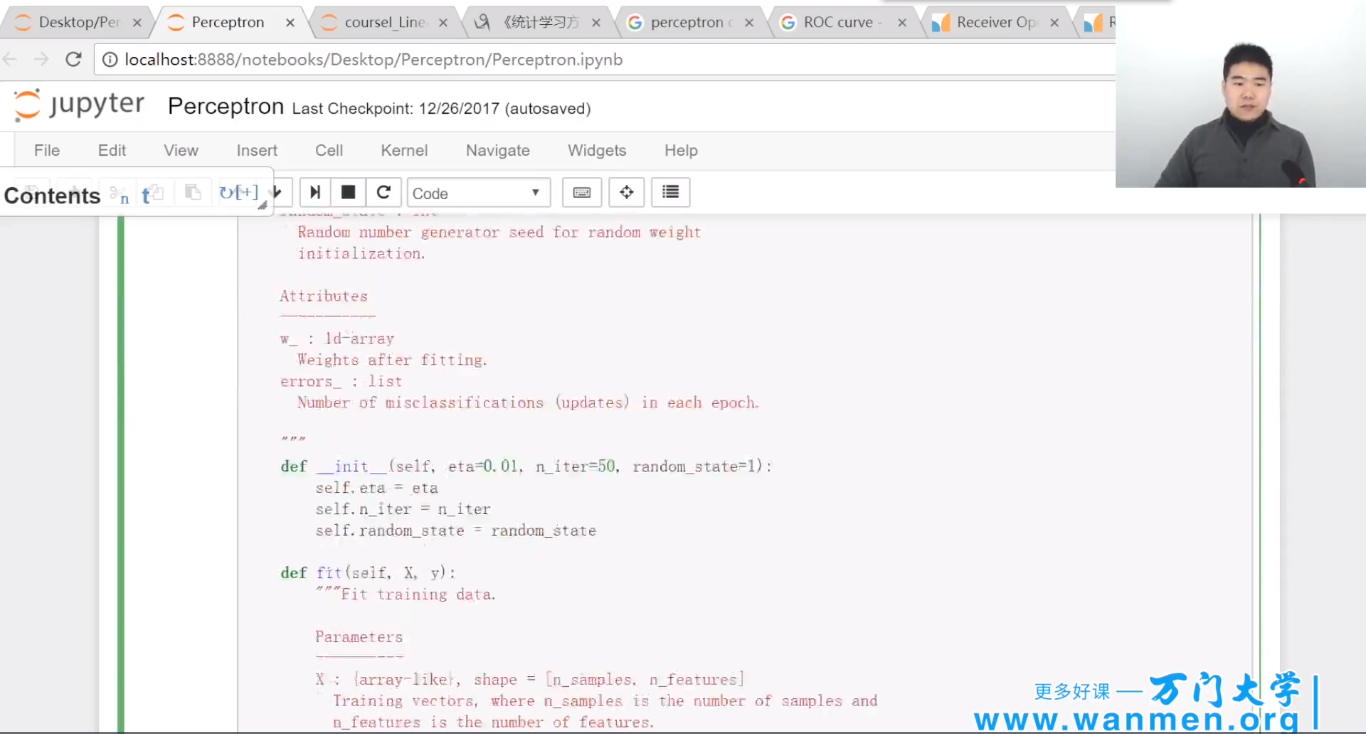 Desktop/Per
Perceptron
coursel_Line
《统计学习方
perceptron
ROC curve -
Receiver Op
localhost:8888/notebooks/Desktop/Perceptron/Perceptron.ipynb
jupyter Perceptron Last Checkpoint: 12/26/2017 (autosaved)
File Edit View Insert Cell Kernel Navigate Widgets Help
Contents n t [+] Code
random_state : int
Random number generator seed for random weight
initialization.
Attributes
-----------
w_ : 1d-array
Weights after fitting.
errors_ : list
Number of misclassifications (updates) in each epoch.
"""
def __init__(self, eta=0.01, n_iter=50, random_state=1):
self.eta = eta
self.n_iter = n_iter
self.random_state = random_state
def fit(self, X, y):
"""Fit training data.
Parameters
----------
X : {array-like}, shape = [n_samples, n_features]
Training vectors, where n_samples is the number of samples and
n_features is the number of features.
更多好课 — 万门大学
www.wanmen.org